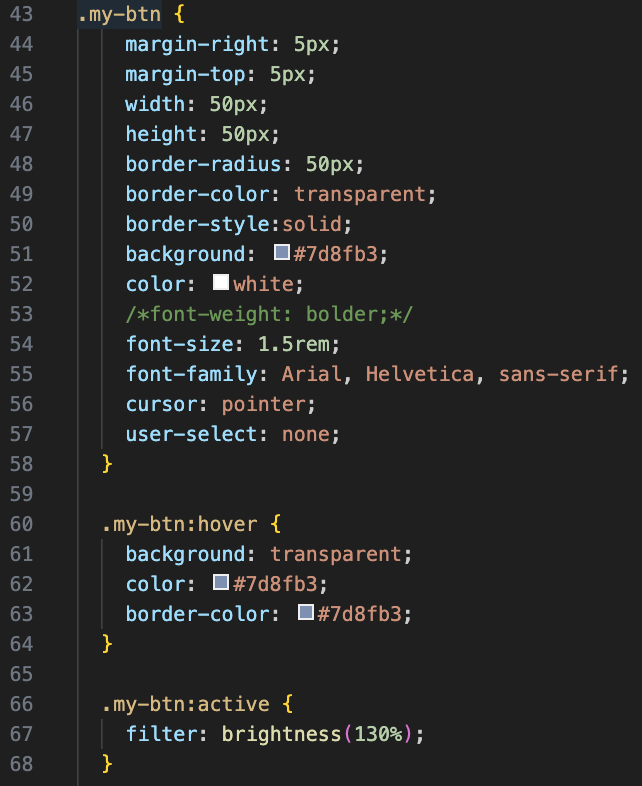 43 .my-btn {
44 margin-right: 5px;
45 margin-top: 5px;
46 width: 50px;
47 height: 50px;
48 border-radius: 50px;
49 border-color: transparent;
50 border-style:solid;
51 background: #7d8fb3;
52 color: white;
53 /*font-weight: bolder;*/
54 font-size: 1.5rem;
55 font-family: Arial, Helvetica, sans-serif;
56 cursor: pointer;
57 user-select: none;
58 }
59
60 .my-btn:hover {
61 background: transparent;
62 color: #7d8fb3;
63 border-color: #7d8fb3;
64 }
65
66 .my-btn:active {
67 filter: brightness(130%);
68 }